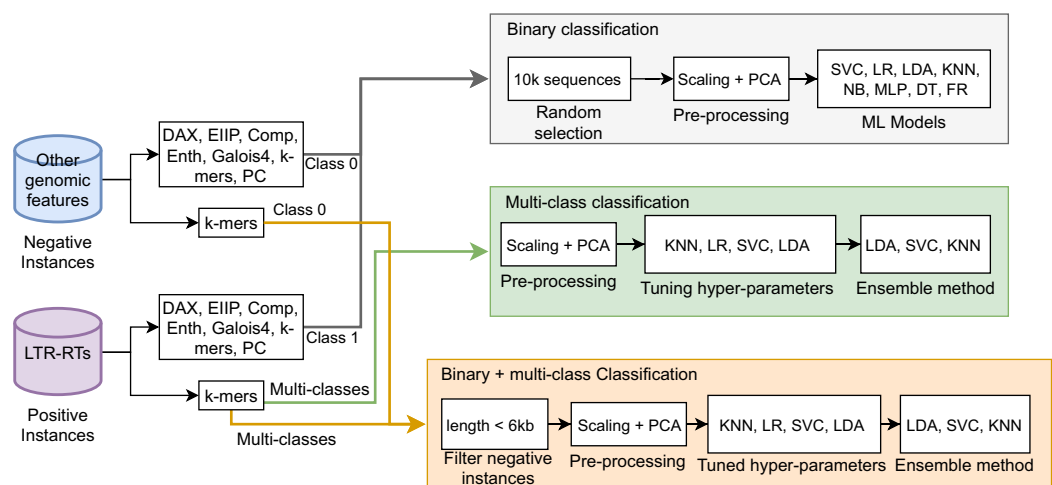 Binary classification
10k sequences
Random
selection
Scaling + PCA
Pre-processing
SVC, LR, LDA, KNN,
NB, MLP, DT, FR
ML Models
Other
genomic
features
Negative
Instances
DAX, EIIP, Comp,
Enth, Galois4, k-
mers, PC
Class 0
k-mers
Class 0
Multi-class classification
Scaling + PCA
Pre-processing
KNN, LR, SVC, LDA
Tuning hyper-parameters
LDA, SVC, KNN
Ensemble method
LTR-RTs
Positive
Instances
DAX, EIIP, Comp,
Enth, Galois4, k-
mers, PC
Class 1
k-mers
Multi-classes
Multi-classes
Binary + multi-class Classification
length < 6kb
Filter negative
instances
Scaling + PCA
Pre-processing
KNN, LR, SVC, LDA
Tuned hyper-parameters
LDA, SVC, KNN
Ensemble method